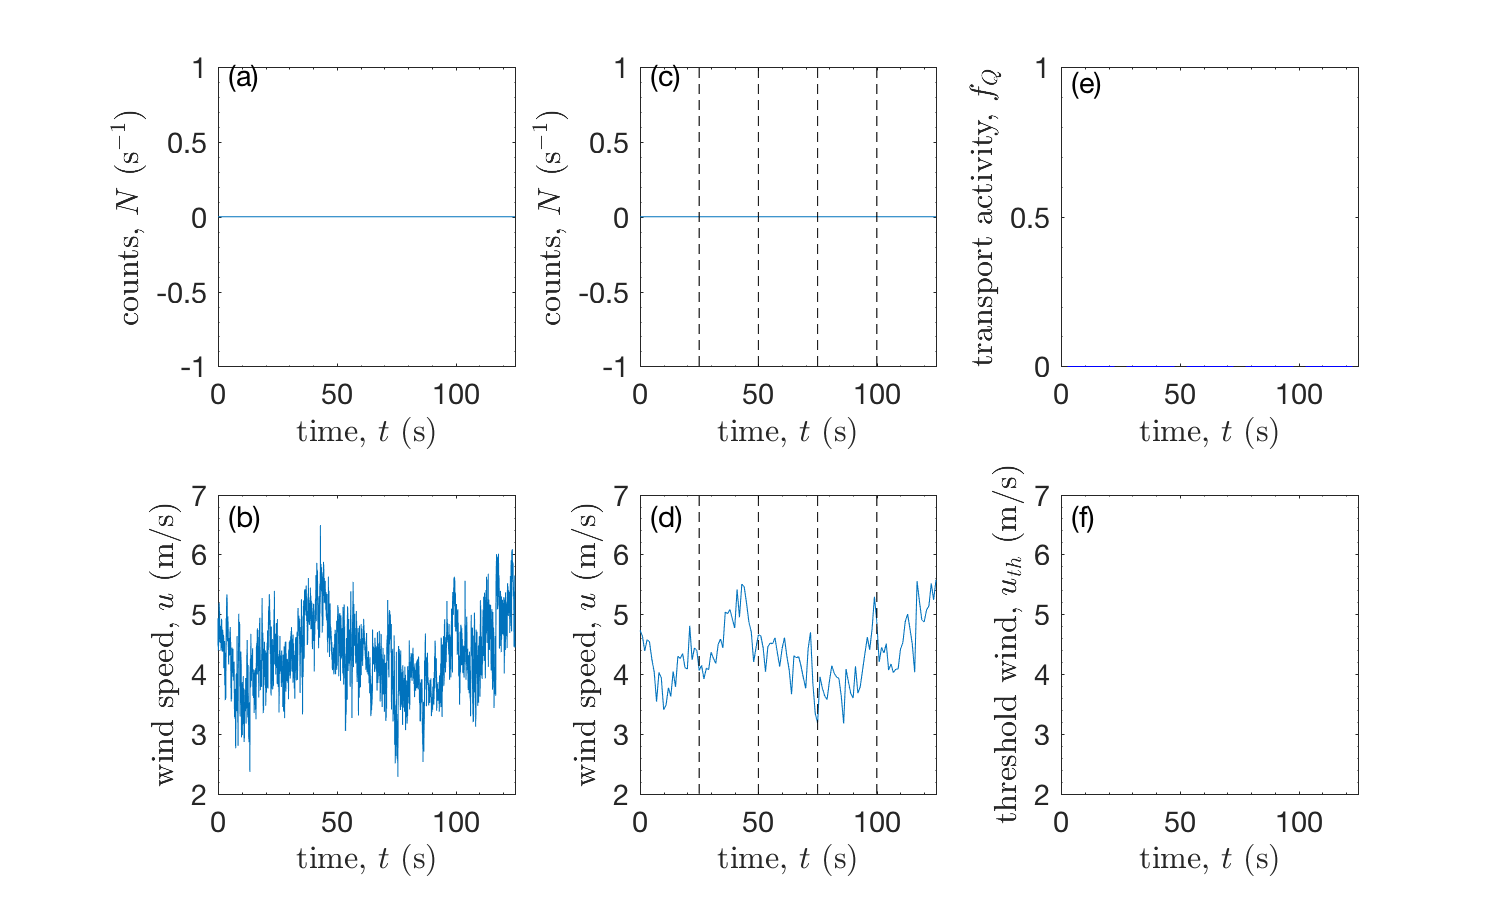 (a)
1
0.5
0
-0.5
-1
counts, N (s⁻¹)
0 50 100
time, t (s)
(c)
1
0.5
0
-0.5
-1
counts, N (s⁻¹)
0 50 100
time, t (s)
(e)
1
0.5
0
transport activity, f_Q
0 50 100
time, t (s)
(b)
7
6
5
4
3
2
wind speed, u (m/s)
0 50 100
time, t (s)
(d)
7
6
5
4
3
2
wind speed, u (m/s)
0 50 100
time, t (s)
(f)
7
6
5
4
3
2
threshold wind, u_th (m/s)
0 50 100
time, t (s)